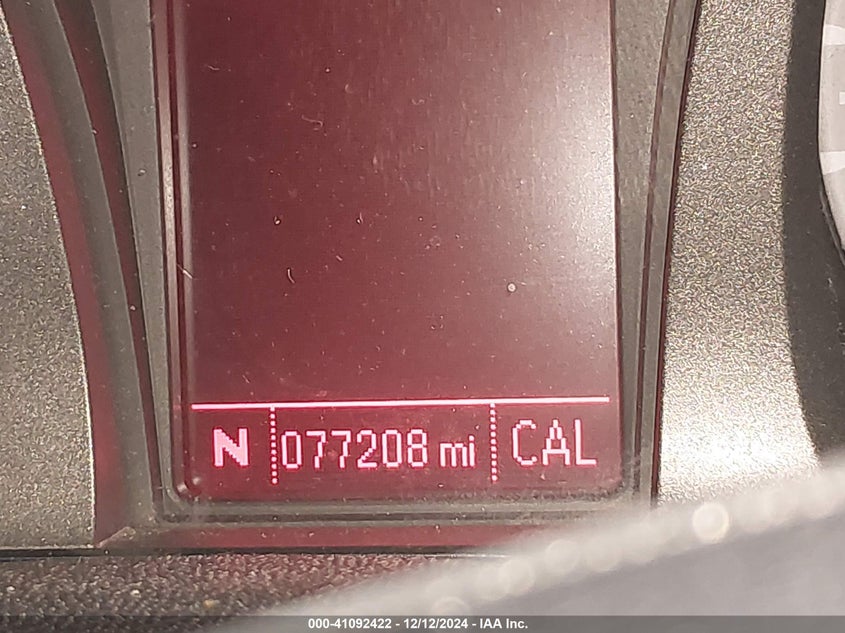 N 077208 mi CAL
000-41092422 - 12/12/2024 - IAA Inc.